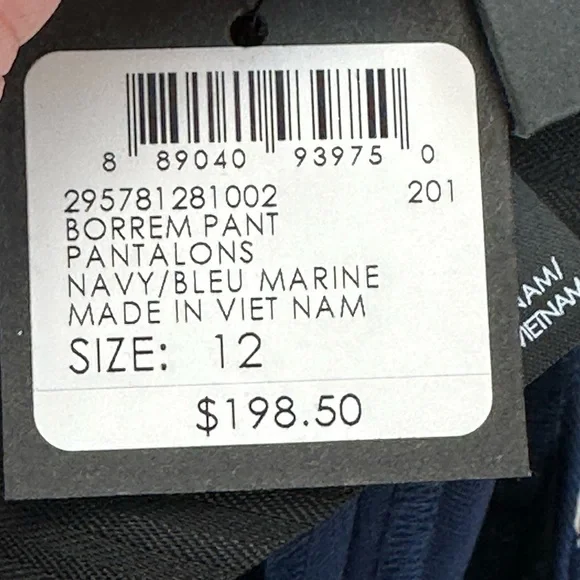 8 89040 93975 0
295781281002 201
BORREM PANT
PANTALONS
NAVY/BLEU MARINE
MADE IN VIET NAM
SIZE: 12
$198.50